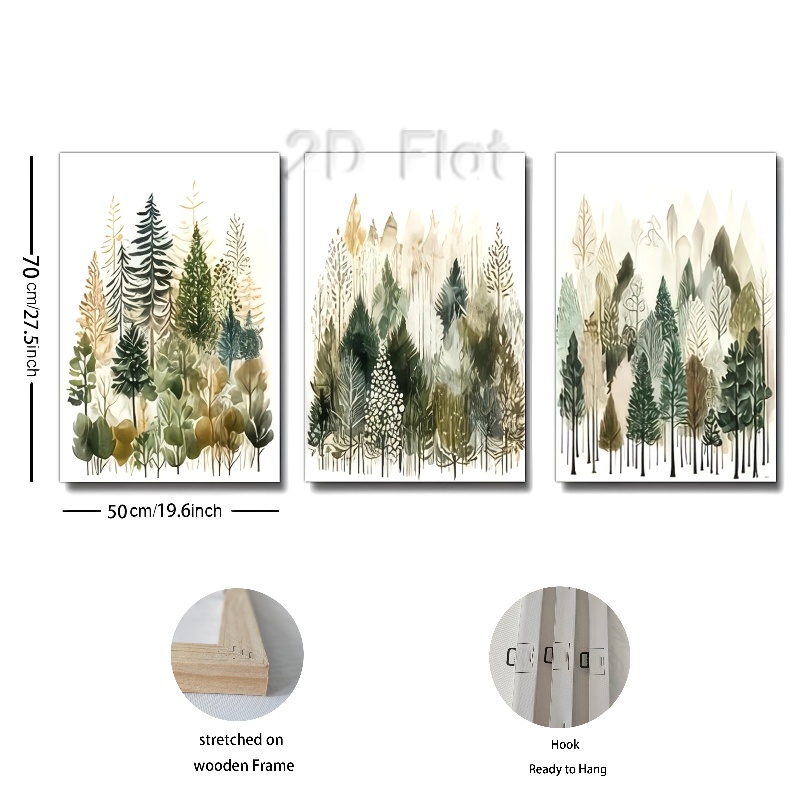 2D Flat
70 cm/27.5inch
50cm/19.6inch
stretched on
wooden Frame
Hook
Ready to Hang